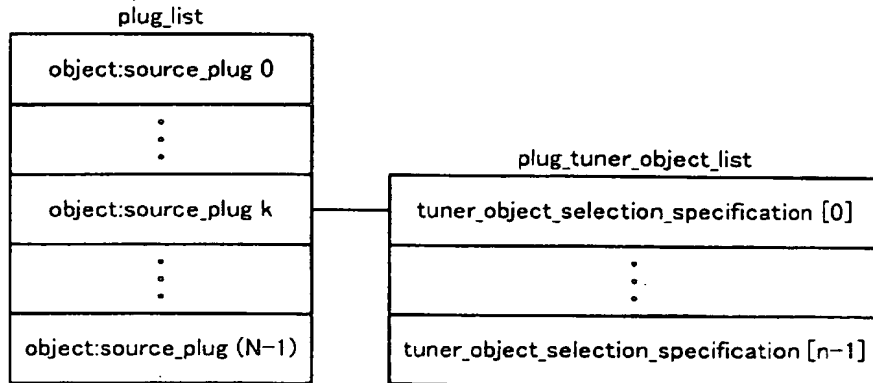 plug_list
object:source_plug 0
object:source_plug k
object:source_plug (N-1)
plug_tuner_object_list
tuner_object_selection_specification [0]
tuner_object_selection_specification [n-1]